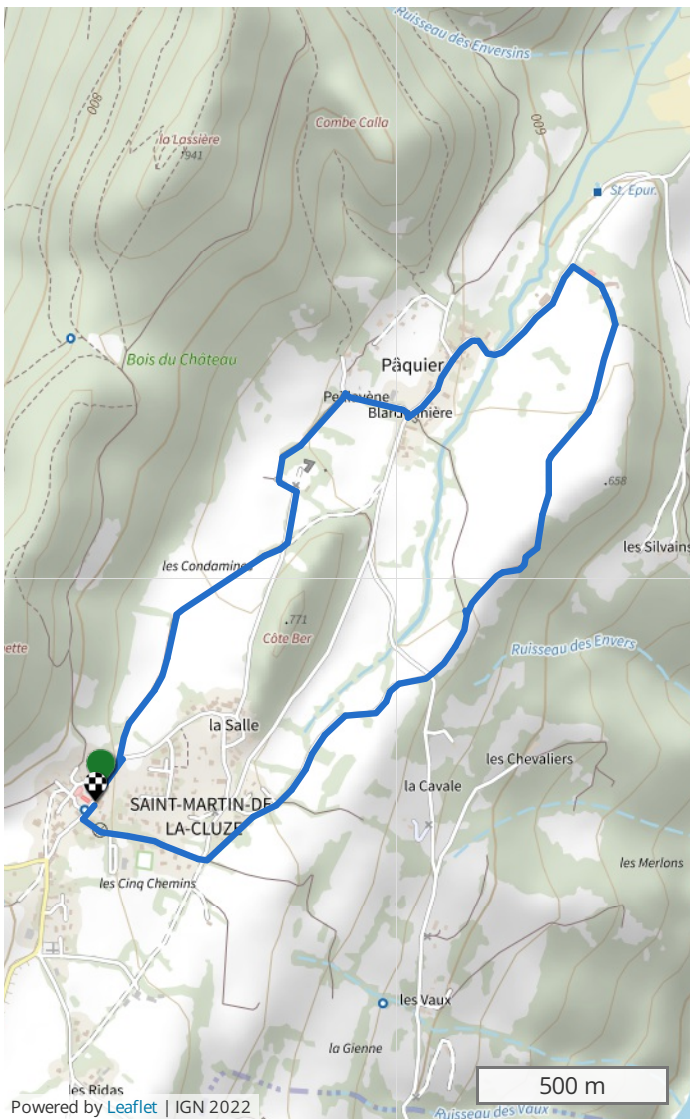 Ruisseau des Enversins
800
la Lassière
941
Combe Calla
600
St. Epur.
Bois du Château
Pâquier
.658
les Silvains
les Condamine
.771
Côte Ber
Ruisseau des Envers
la Salle
les Chevaliers
la Cavale
SAINT-MARTIN-DE-
LA-CLUZE
les Merlons
les Cinq Chemins
les Vaux
la Gienne
500 m
les Ridas
Powered by Leaflet | IGN 2022
Ruisseau des Vaux